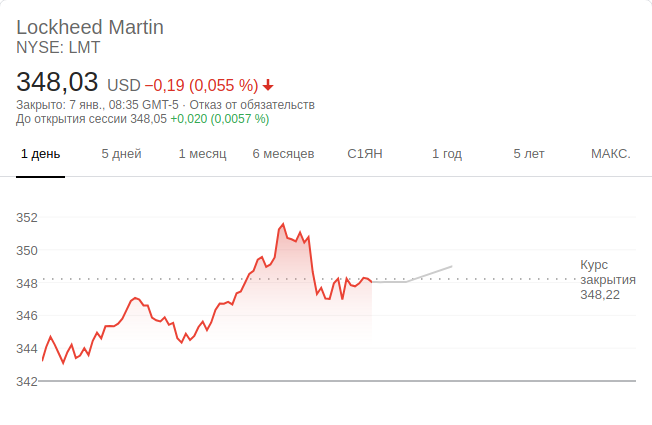 Lockheed Martin
NYSE: LMT
348,03 USD −0,19 (0,055 %)
Закрыто: 7 янв., 08:35 GMT-5 · Отказ от обязательств
До открытия сессии 348,05 +0,020 (0,0057 %)
1 день 5 дней 1 месяц 6 месяцев С1ЯН 1 год 5 лет МАКС.
352
350
Курс
348 закрытия
348,22
346
344
342